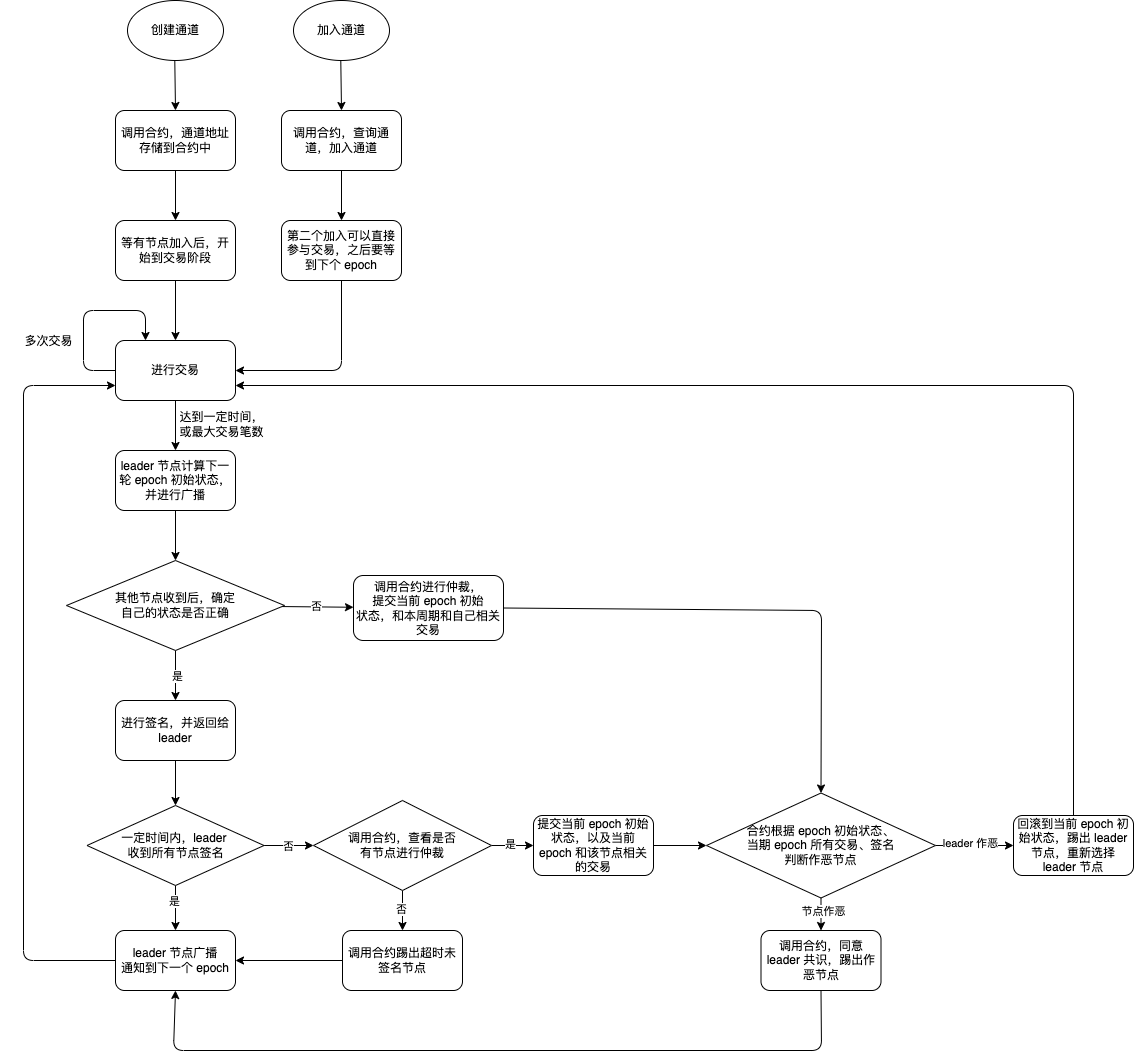 创建通道
加入通道
调用合约，通道地址
存储到合约中
调用合约，查询通
道，加入通道
等有节点加入后，开
始到交易阶段
第二个加入可以直接
参与交易，之后要等
到下个 epoch
多次交易
进行交易
达到一定时间，
或最大交易笔数
leader 节点计算下一
轮 epoch 初始状态，
并进行广播
其他节点收到后，确定
自己的状态是否正确
否
调用合约进行仲裁，
提交当前 epoch 初始
状态，和本周期和自己相关
交易
是
进行签名，并返回给
leader
一定时间内，leader
收到所有节点签名
否
调用合约，查看是否
有节点进行仲裁
是
提交当前 epoch 初始
状态，以及当前
epoch 和该节点相关
的交易
合约根据 epoch 初始状态、
当期 epoch 所有交易、签名
判断作恶节点
leader 作恶
回滚到当前 epoch 初
始状态，踢出 leader
节点，重新选择
leader 节点
是
否
节点作恶
leader 节点广播
通知到下一个 epoch
调用合约踢出超时未
签名节点
调用合约，同意
leader 共识，踢出作
恶节点